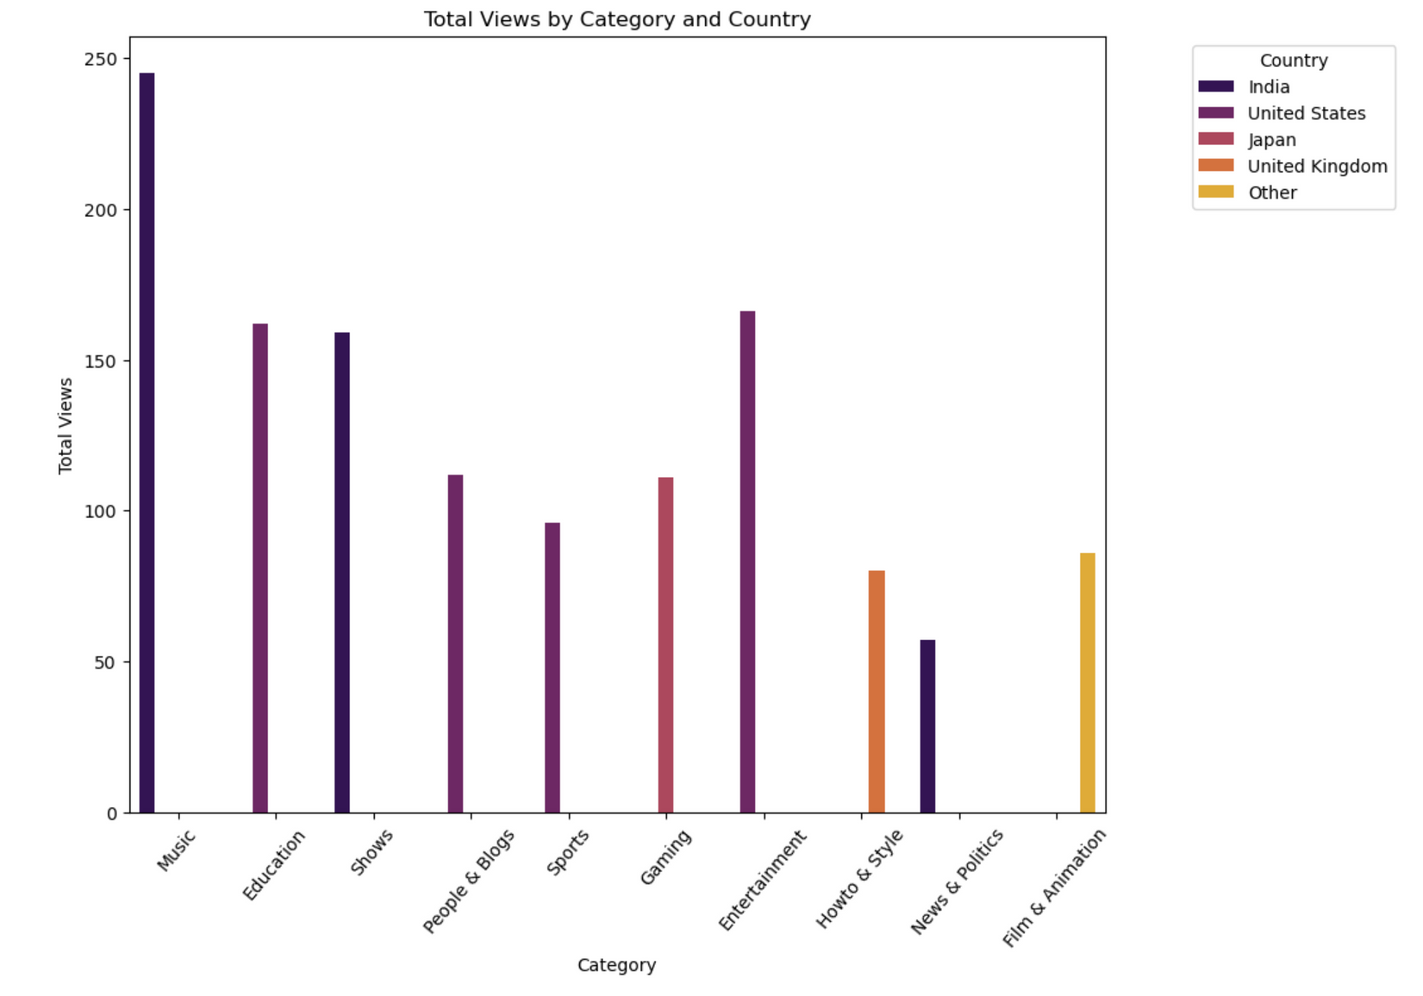 Total Views by Category and Country
Country
India
United States
Japan
United Kingdom
Other
Total Views
250
200
150
100
50
0
Music
Education
Shows
People & Blogs
Sports
Gaming
Entertainment
Howto & Style
News & Politics
Film & Animation
Category